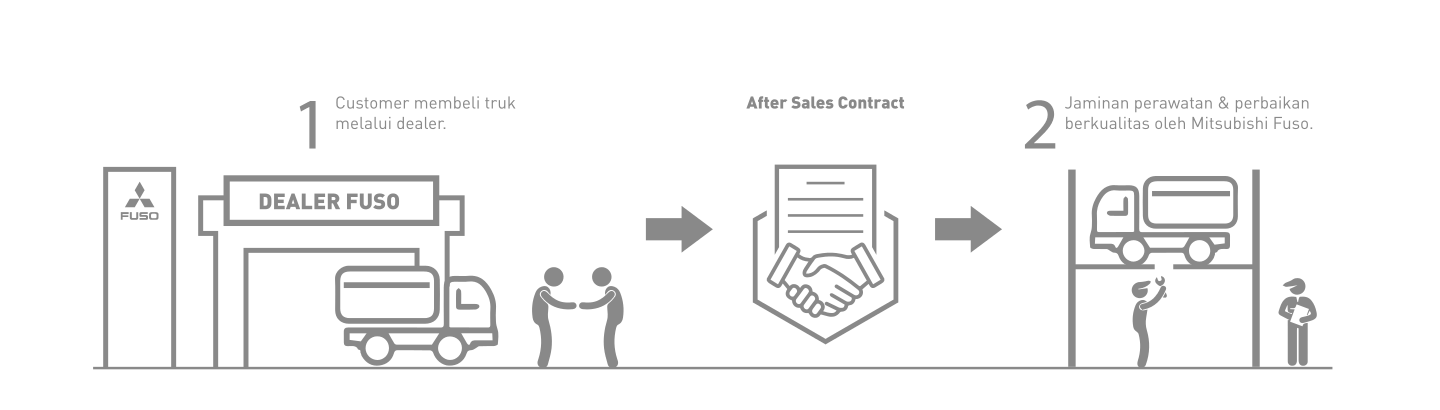 1
Customer membeli truk
melalui dealer.
After Sales Contract
2
Jaminan perawatan & perbaikan
berkualitas oleh Mitsubishi Fuso.
FUSO
DEALER FUSO